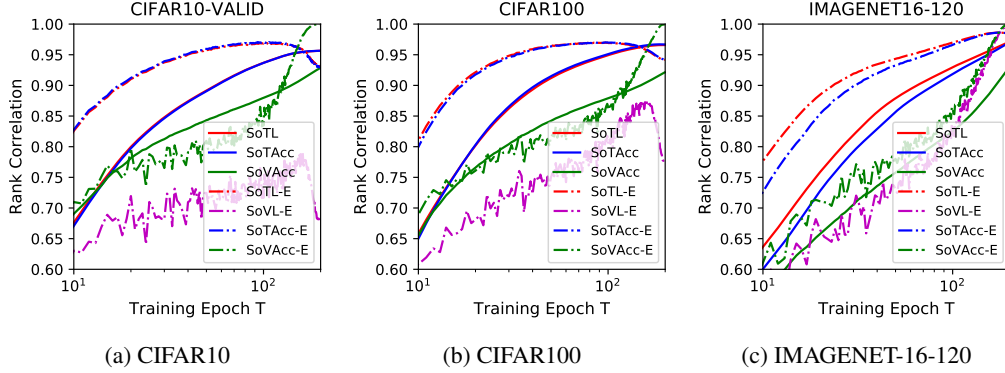 CIFAR10-VALID
1.00
0.95
0.90
0.85
0.80
0.75
0.70
0.65
0.60
Rank Correlation
SoTL
SoTAcc
SoVAcc
SoTL-E
SoVL-E
SoTAcc-E
SoVAcc-E
10¹
10²
Training Epoch T
(a) CIFAR10
CIFAR100
1.00
0.95
0.90
0.85
0.80
0.75
0.70
0.65
0.60
Rank Correlation
SoTL
SoTAcc
SoVAcc
SoTL-E
SoVL-E
SoTAcc-E
SoVAcc-E
10¹
10²
Training Epoch T
(b) CIFAR100
IMAGENET16-120
1.00
0.95
0.90
0.85
0.80
0.75
0.70
0.65
0.60
Rank Correlation
SoTL
SoTAcc
SoVAcc
SoTL-E
SoVL-E
SoTAcc-E
SoVAcc-E
10¹
10²
Training Epoch T
(c) IMAGENET-16-120